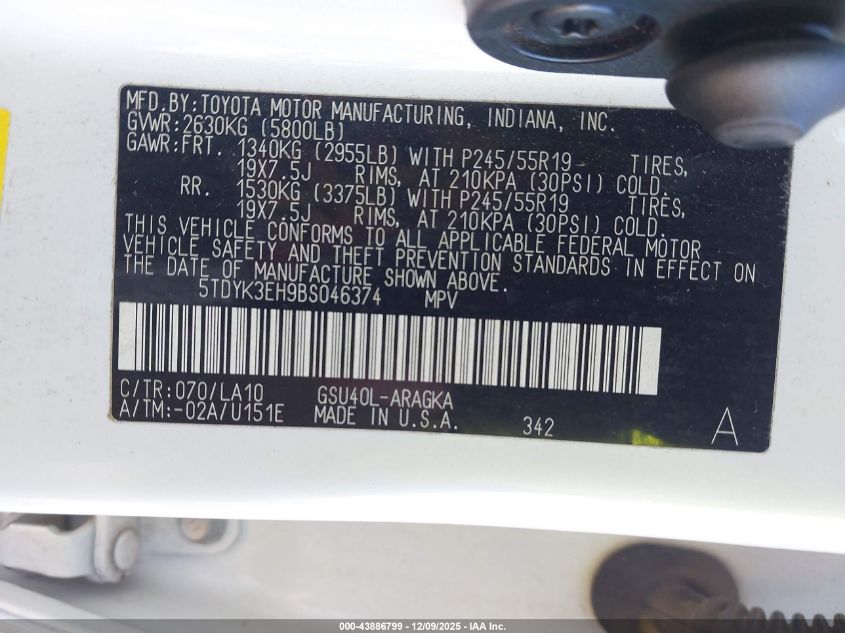 MFD.BY:TOYOTA MOTOR MANUFACTURING, INDIANA, INC.
GVWR:2630KG (5800LB)
GAWR:FRT. 1340KG (2955LB) WITH P245/55R19 TIRES,
19X7.5J RIMS, AT 210KPA (30PSI) COLD.
RR. 1530KG (3375LB) WITH P245/55R19 TIRES,
19X7.5J RIMS, AT 210KPA (30PSI) COLD.
THIS VEHICLE CONFORMS TO ALL APPLICABLE FEDERAL MOTOR
VEHICLE SAFETY AND THEFT PREVENTION STANDARDS IN EFFECT ON
THE DATE OF MANUFACTURE SHOWN ABOVE.
5TDYK3EH9BS046374 MPV
C/TR:070/LA10 GSU40L-ARAGKA
A/TM:-02A/U151E MADE IN U.S.A. 342 A
000-43886799 • 12/09/2025 • IAA Inc.